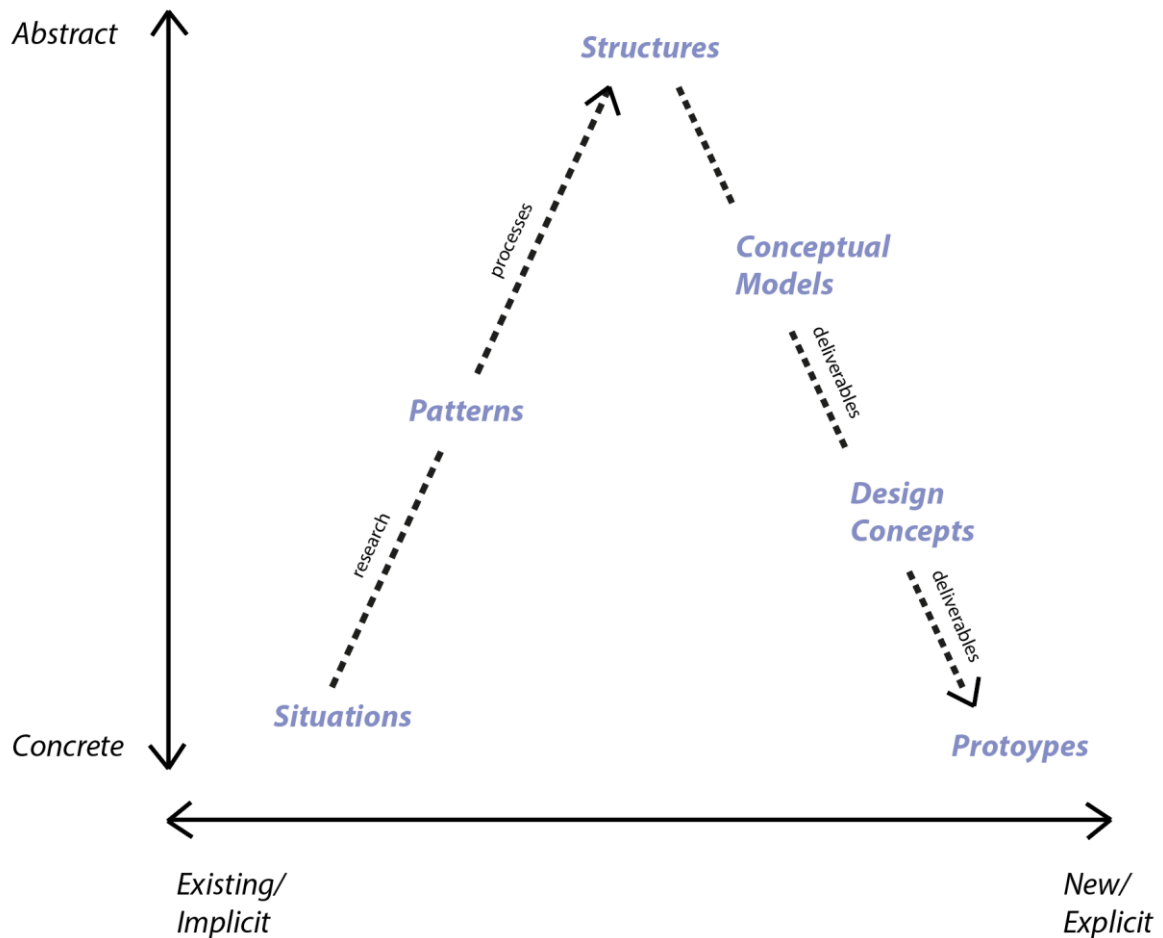 Abstract
Structures
processes
Conceptual
Models
deliverables
Patterns
Design
Concepts
research
deliverables
Situations
Concrete
Protoypes
Existing/
Implicit
New/
Explicit